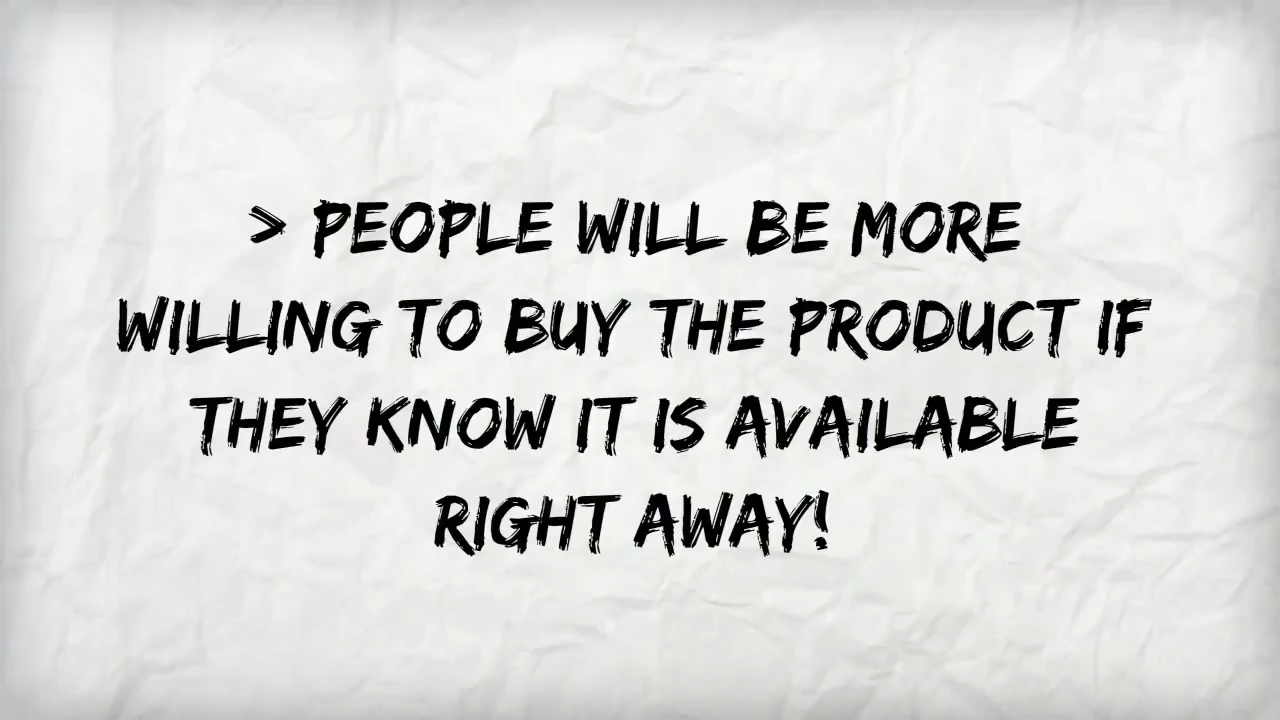 > PEOPLE WILL BE MORE
WILLING TO BUY THE PRODUCT IF
THEY KNOW IT IS AVAILABLE
RIGHT AWAY!